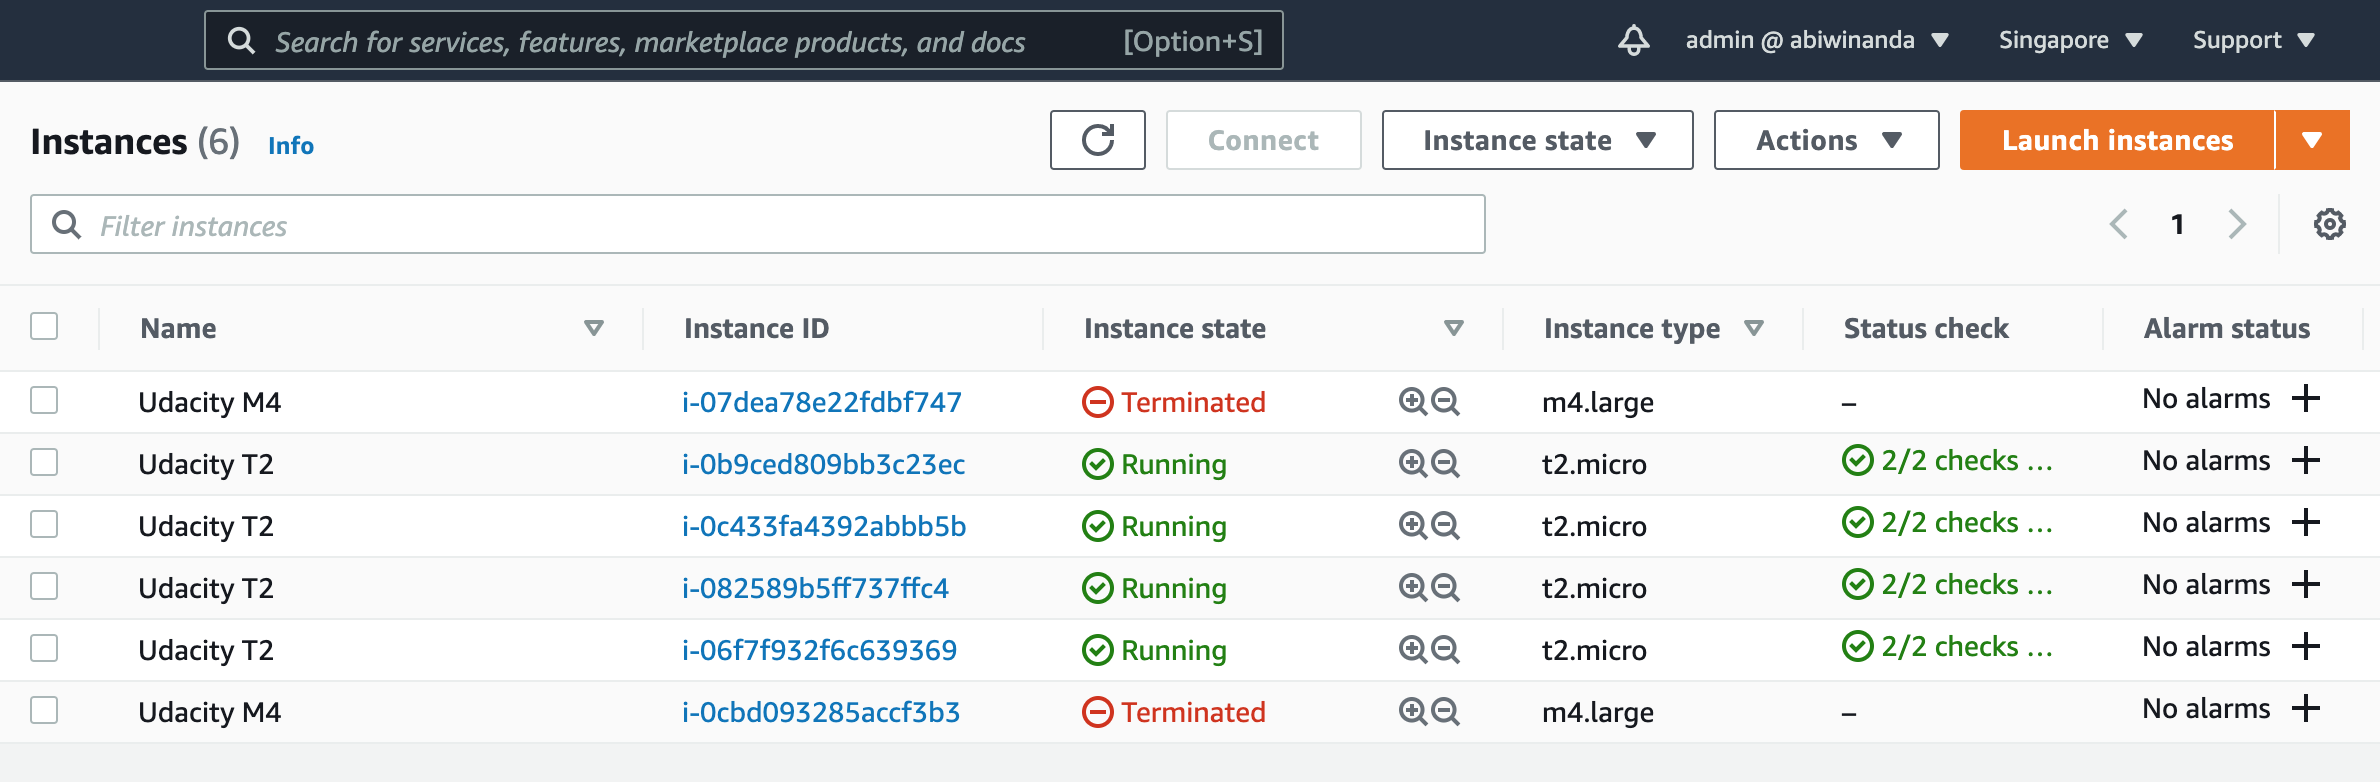 Search for services, features, marketplace products, and docs [Option+S] admin @ abiwinanda Singapore Support
Instances (6) Info Connect Instance state Actions Launch instances
Filter instances 1
Name Instance ID Instance state Instance type Status check Alarm status
Udacity M4 i-07dea78e22fdbf747 Terminated m4.large – No alarms +
Udacity T2 i-0b9ced809bb3c23ec Running t2.micro 2/2 checks ... No alarms +
Udacity T2 i-0c433fa4392abbb5b Running t2.micro 2/2 checks ... No alarms +
Udacity T2 i-082589b5ff737ffc4 Running t2.micro 2/2 checks ... No alarms +
Udacity T2 i-06f7f932f6c639369 Running t2.micro 2/2 checks ... No alarms +
Udacity M4 i-0cbd093285accf3b3 Terminated m4.large – No alarms +